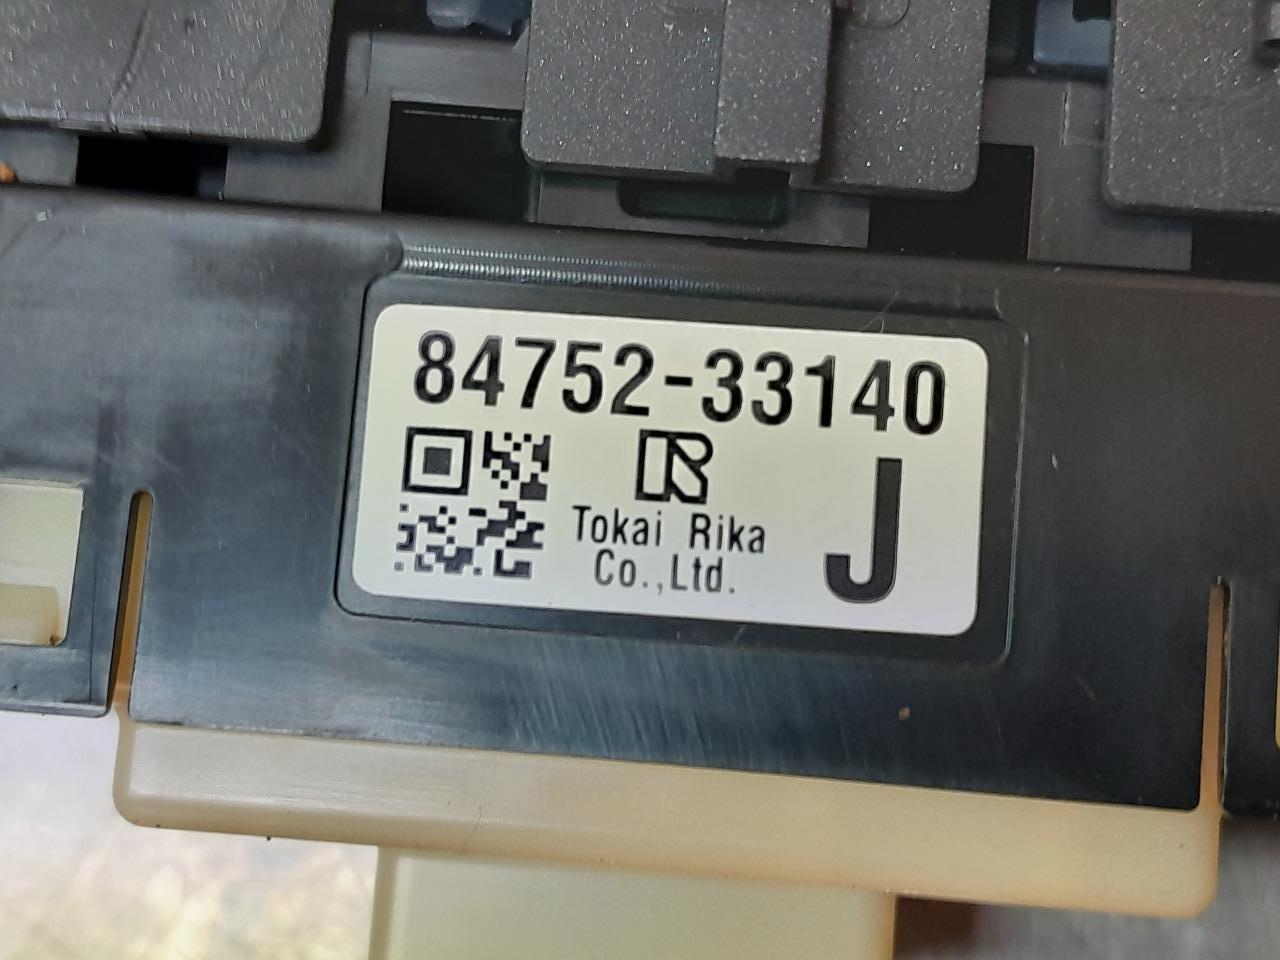 84752-33140
R
Tokai Rika
Co.,Ltd.
J